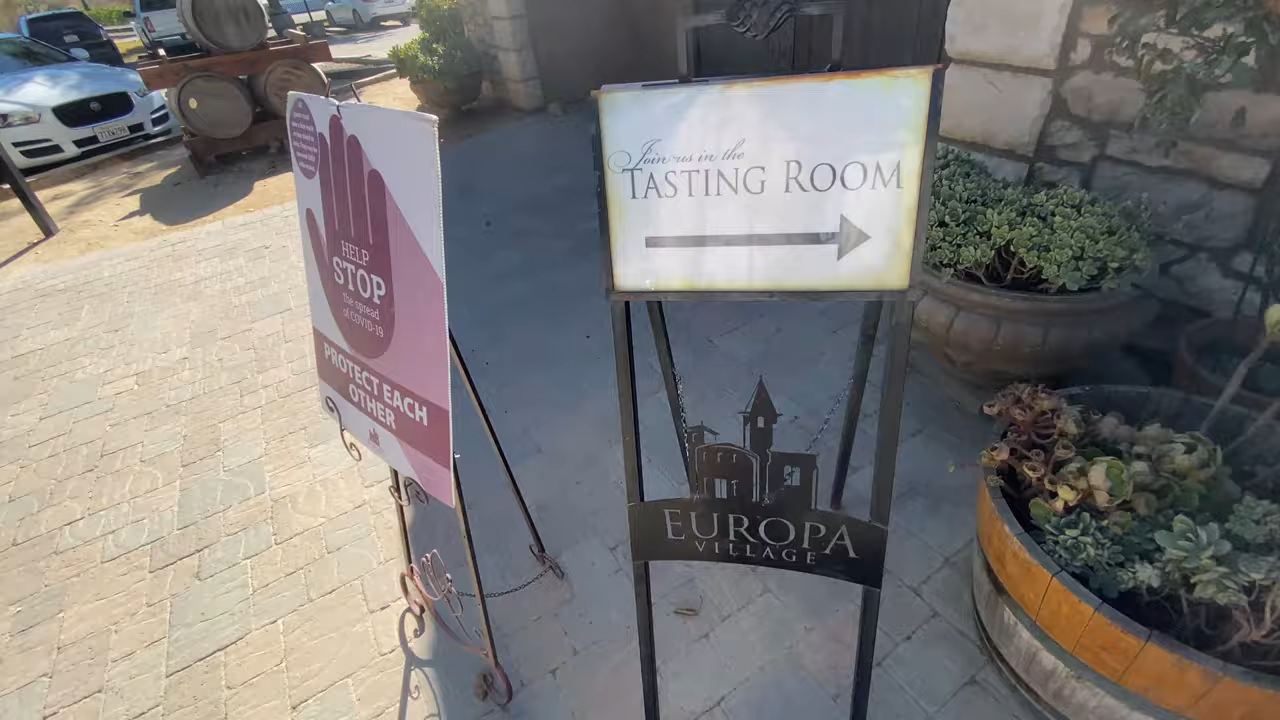 HELP
STOP
The spread
of COVID-19
PROTECT EACH
OTHER
Join us in the
TASTING ROOM
EUROPA
VILLAGE